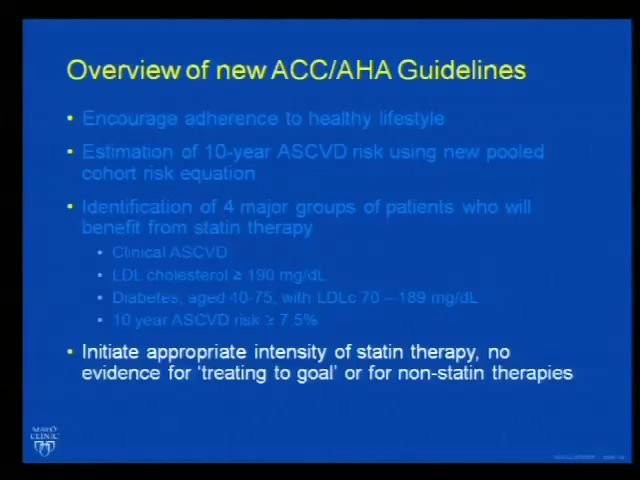 Overview of new ACC/AHA Guidelines
• Encourage adherence to healthy lifestyle
• Estimation of 10-year ASCVD risk using new pooled
cohort risk equation
• Identification of 4 major groups of patients who will
benefit from statin therapy
• Clinical ASCVD
• LDL cholesterol ≥ 190 mg/dL
• Diabetes, aged 40-75, with LDLc 70 – 189 mg/dL
• 10 year ASCVD risk ≥ 7.5%
• Initiate appropriate intensity of statin therapy, no
evidence for ‘treating to goal’ or for non-statin therapies
MAYO
CLINIC